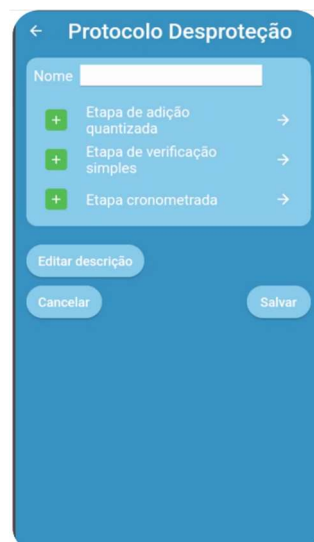 Protocolo Desproteção
Nome
Etapa de adição
quantizada
Etapa de verificação
simples
Etapa cronometrada
Editar descrição
Cancelar
Salvar